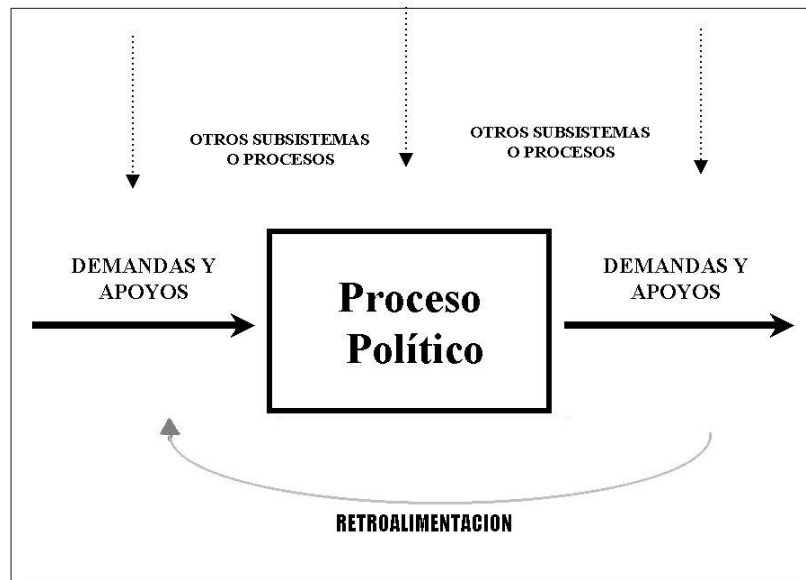 OTROS SUBSISTEMAS
O PROCESOS
OTROS SUBSISTEMAS
O PROCESOS
DEMANDAS Y
APOYOS
Proceso
Político
DEMANDAS Y
APOYOS
RETROALIMENTACION